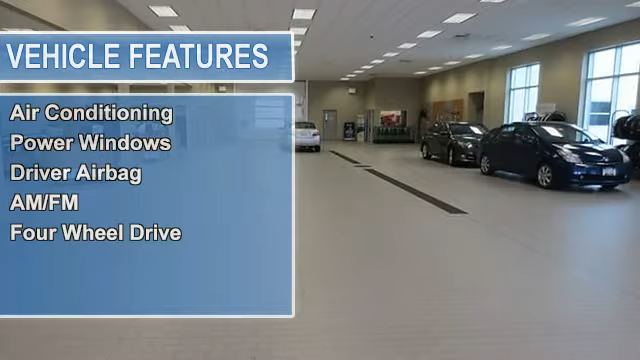 VEHICLE FEATURES
Air Conditioning
Power Windows
Driver Airbag
AM/FM
Four Wheel Drive